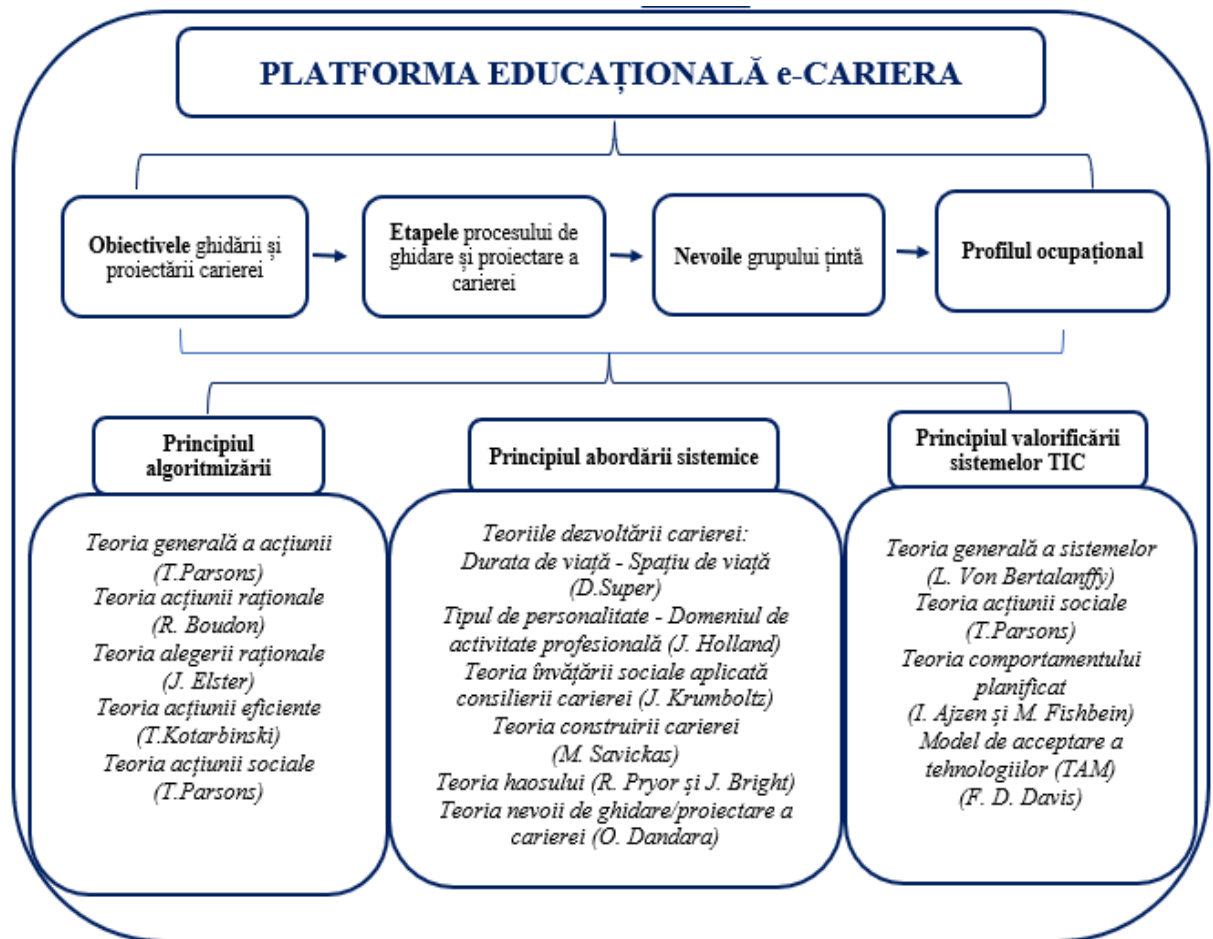 PLATFORMA EDUCAȚIONALĂ e-CARIERA
Obiectivele ghidării și
proiectării carierei
Etapele procesului de
ghidare și proiectare a
carierei
Nevoile grupului țintă
Profilul ocupațional
Principiul
algoritmizării
Teoria generală a acțiunii
(T.Parsons)
Teoria acțiunii raționale
(R. Boudon)
Teoria alegerii raționale
(J. Elster)
Teoria acțiunii eficiente
(T.Kotarbinski)
Teoria acțiunii sociale
(T.Parsons)
Principiul abordării sistemice
Teoriile dezvoltării carierei:
Durata de viață - Spațiu de viață
(D.Super)
Tipul de personalitate - Domeniul de
activitate profesională (J. Holland)
Teoria învățării sociale aplicată
consilierii carierei (J. Krumboltz)
Teoria construirii carierei
(M. Savickas)
Teoria haosului (R. Pryor și J. Bright)
Teoria nevoii de ghidare/proiectare a
carierei (O. Dandara)
Principiul valorificării
sistemelor TIC
Teoria generală a sistemelor
(L. Von Bertalanffy)
Teoria acțiunii sociale
(T.Parsons)
Teoria comportamentului
planificat
(I. Ajzen și M. Fishbein)
Model de acceptare a
tehnologiilor (TAM)
(F. D. Davis)